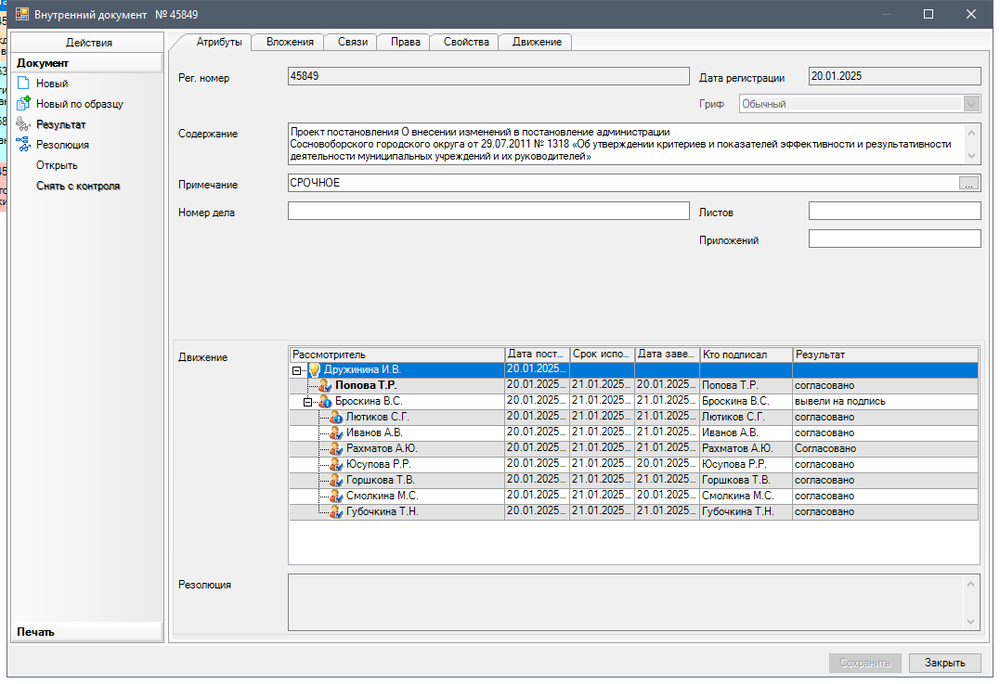 Внутренний документ № 45849
Действия
Документ
Новый
Новый по образцу
Результат
Резолюция
Открыть
Снять с контроля
Печать
Атрибуты Вложения Связи Права Свойства Движение
Рег. номер 45849 Дата регистрации 20.01.2025
Гриф Обычный
Содержание
Проект постановления О внесении изменений в постановление администрации
Сосновоборского городского округа от 29.07.2011 № 1318 «Об утверждении критериев и показателей эффективности и результативности
деятельности муниципальных учреждений и их руководителей»
Примечание СРОЧНОЕ ...
Номер дела Листов
Приложений
Движение
Рассмотритель Дата пост... Срок испо... Дата заве... Кто подписал Результат
Дружинина И.В. 20.01.2025...
Попова Т.Р. 20.01.2025... 21.01.2025... 20.01.2025... Попова Т.Р. согласовано
Броскина В.С. 20.01.2025... 21.01.2025... 21.01.2025... Броскина В.С. вывели на подпись
Лютиков С.Г. 20.01.2025... 21.01.2025... 20.01.2025... Лютиков С.Г. согласовано
Иванов А.В. 20.01.2025... 21.01.2025... 21.01.2025... Иванов А.В. согласовано
Рахматов А.Ю. 20.01.2025... 21.01.2025... 20.01.2025... Рахматов А.Ю. Согласовано
Юсупова Р.Р. 20.01.2025... 21.01.2025... 20.01.2025... Юсупова Р.Р. согласовано
Горшкова Т.В. 20.01.2025... 21.01.2025... 20.01.2025... Горшкова Т.В. согласовано
Смолкина М.С. 20.01.2025... 21.01.2025... 20.01.2025... Смолкина М.С. согласовано
Губочкина Т.Н. 20.01.2025... 21.01.2025... 21.01.2025... Губочкина Т.Н. согласовано
Резолюция
Сохранить Закрыть